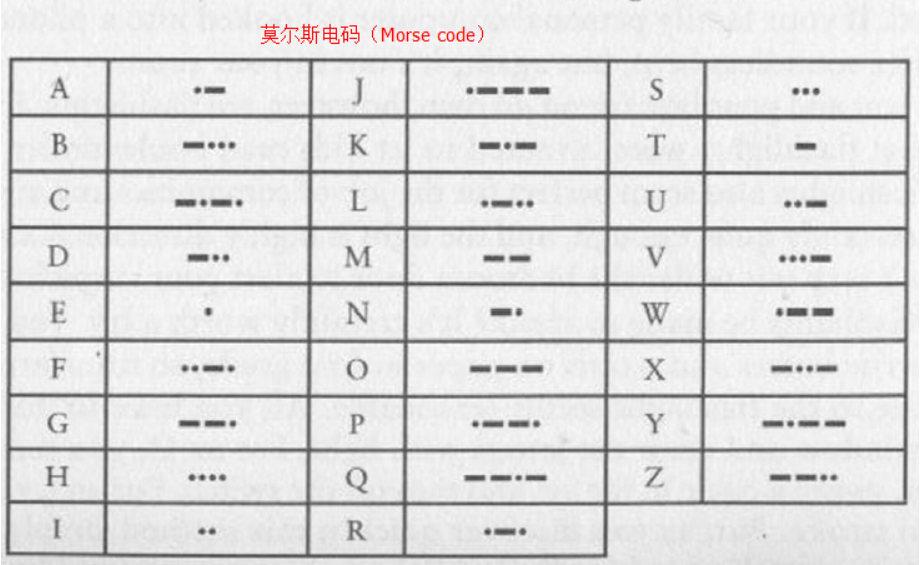 莫尔斯电码（Morse code）
A ·— J ·——— S ···
B —··· K —·— T —
C —·—· L ·—·· U ··—
D —·· M —— V ···—
E · N —· W ·——
F ··—· O ——— X —··—
G ——· P ·——· Y —·——
H ···· Q ——·— Z ——··
I ·· R ·—·